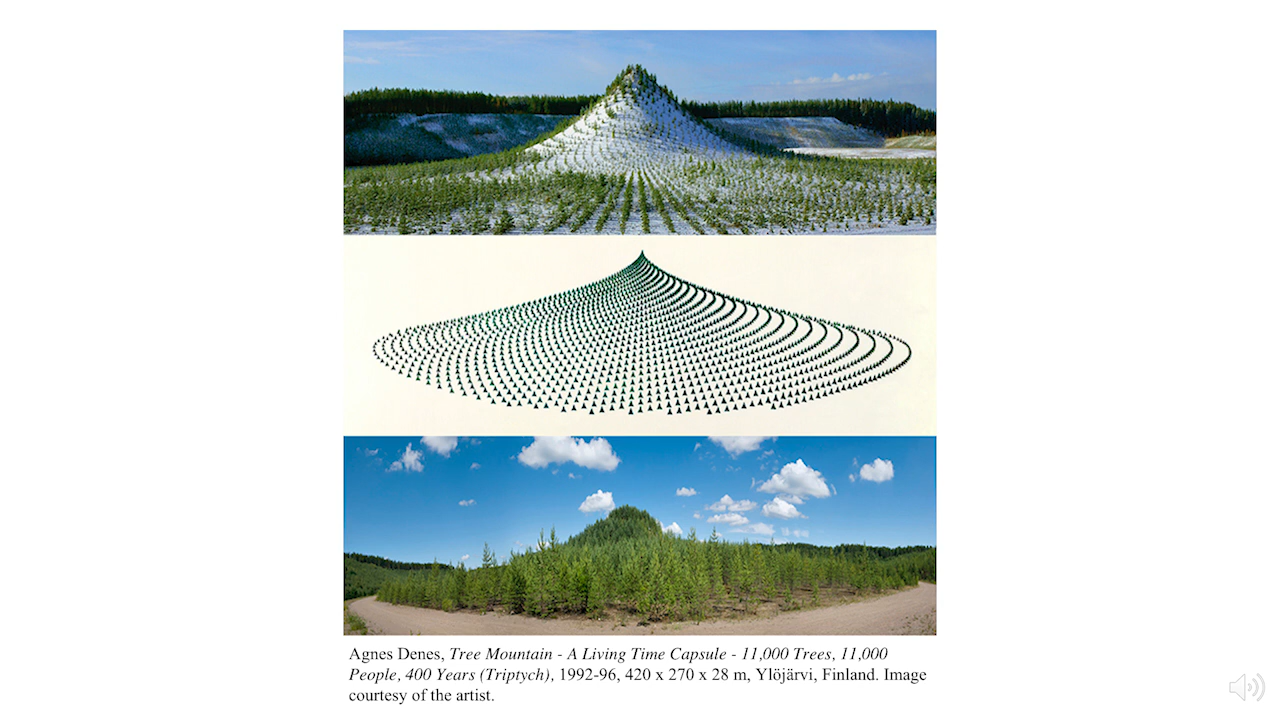 Agnes Denes, Tree Mountain - A Living Time Capsule - 11,000 Trees, 11,000
People, 400 Years (Triptych), 1992-96, 420 x 270 x 28 m, Ylöjärvi, Finland. Image
courtesy of the artist.